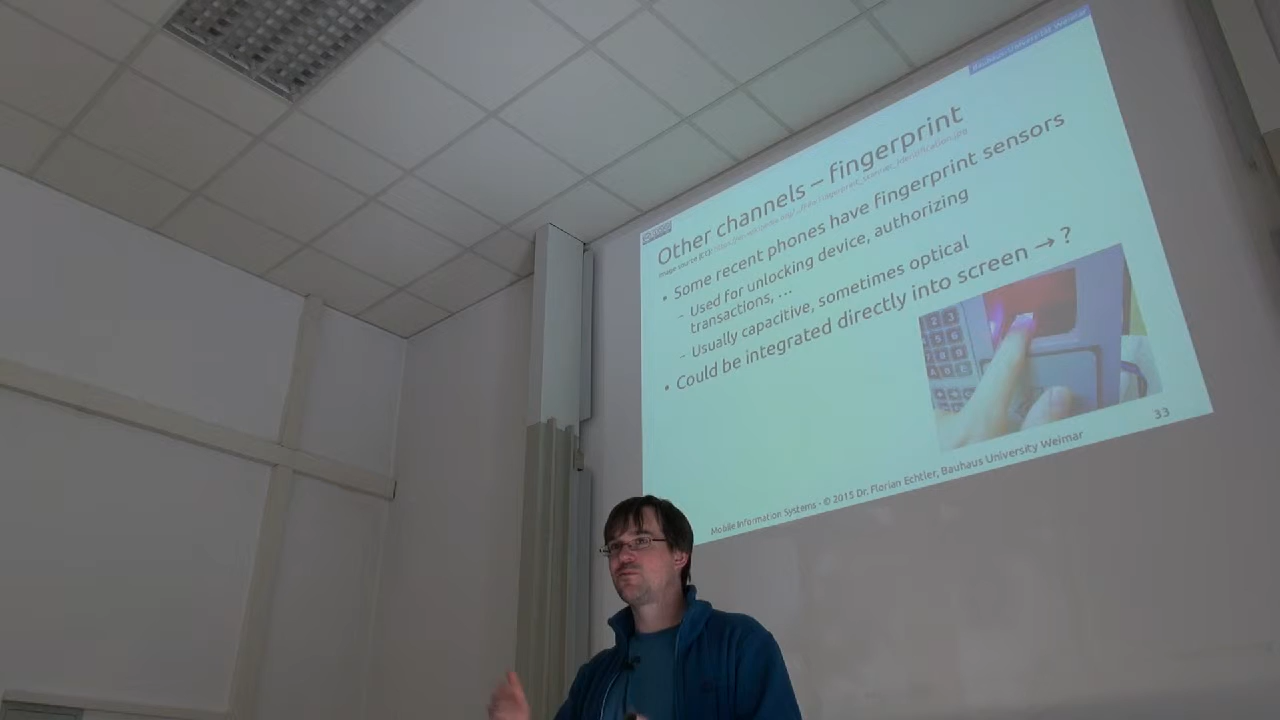 Other channels – fingerprint
Some recent phones have fingerprint sensors
Used for unlocking device, authorizing
transactions, ...
Usually capacitive, sometimes optical
Could be integrated directly into screen → ?
33
Mobile Information Systems - © 2015 Dr. Florian Echtler, Bauhaus University Weimar